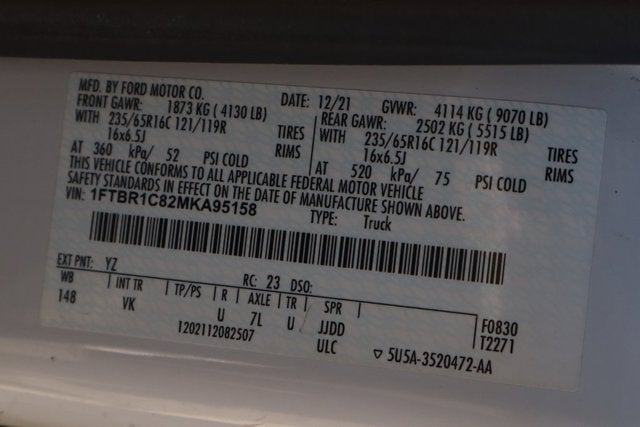 MFD. BY FORD MOTOR CO. DATE: 12/21 GVWR: 4114 KG ( 9070 LB)
FRONT GAWR: 1873 KG ( 4130 LB) REAR GAWR: 2502 KG ( 5515 LB)
WITH 235/65R16C 121/119R TIRES WITH 235/65R16C 121/119R TIRES
16x6.5J RIMS 16x6.5J RIMS
AT 360 kPa/ 52 PSI COLD AT 520 kPa/ 75 PSI COLD
THIS VEHICLE CONFORMS TO ALL APPLICABLE FEDERAL MOTOR VEHICLE
SAFETY STANDARDS IN EFFECT ON THE DATE OF MANUFACTURE SHOWN ABOVE.
VIN: 1FTBR1C82MKA95158 TYPE: Truck
EXT PNT: YZ RC: 23 DSO:
WB INT TR TP/PS R AXLE TR SPR F0830
148 VK U 7L U JJDD T2271
1202112082507 ULC ▽ 5U5A-3520472-AA